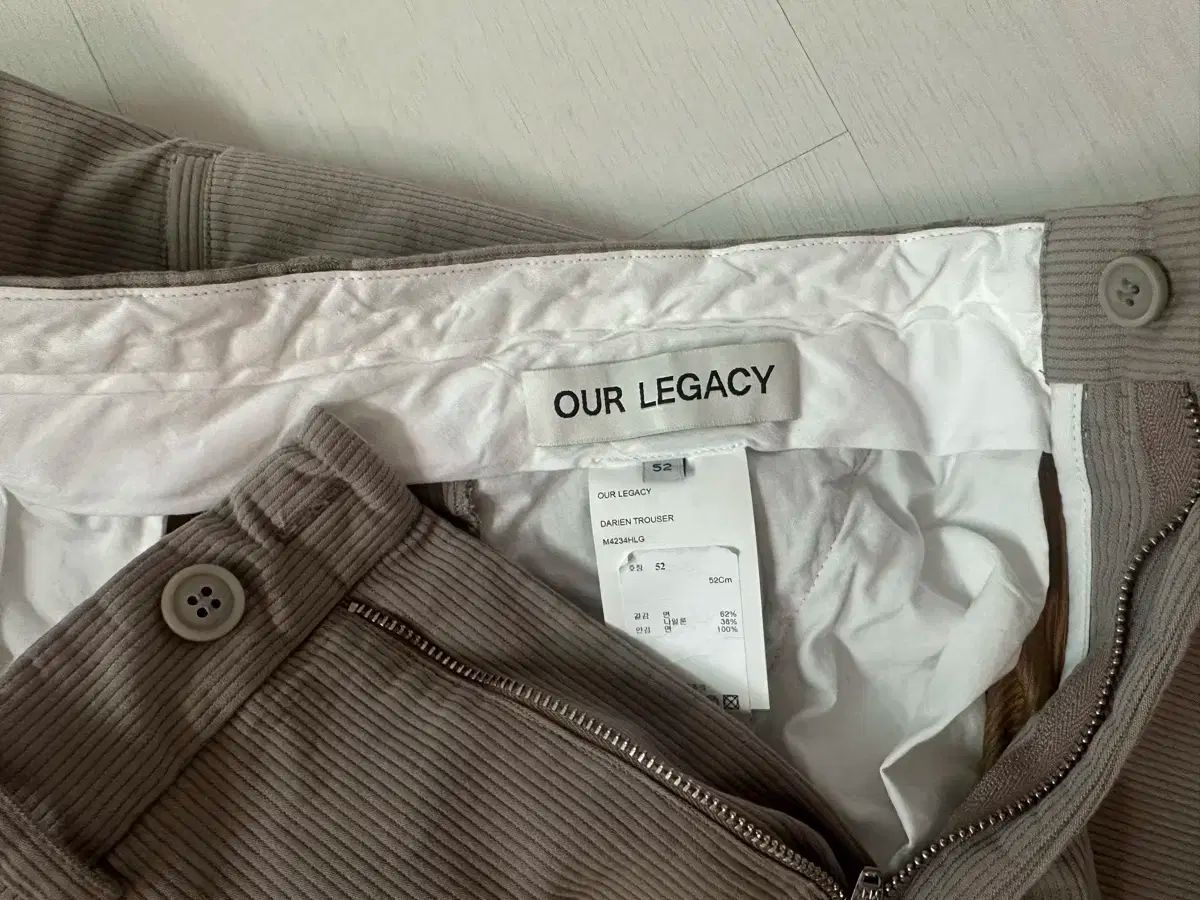 OUR LEGACY
52
OUR LEGACY
DARIEN TROUSER
M4234HLG
호칭 52
52Cm
겉감 면 62%
나일론 38%
안감 면 100%